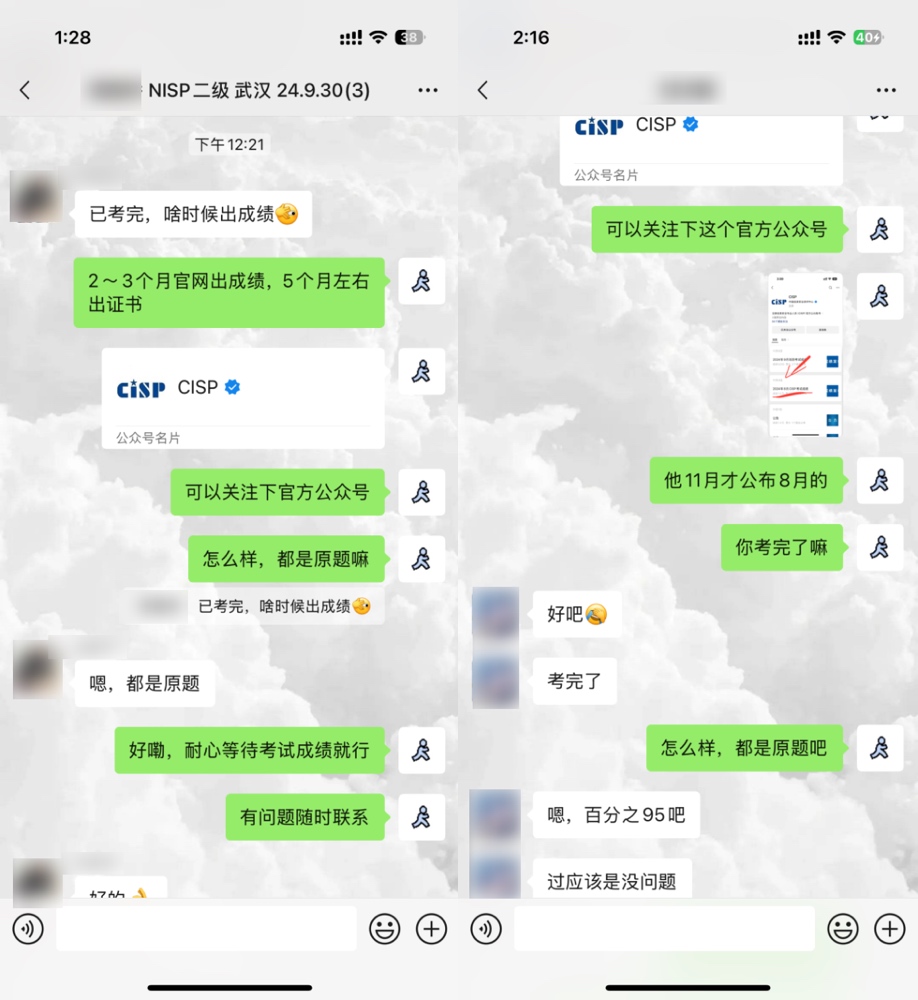 1:28
38
NISP二级 武汉 24.9.30(3)
下午12:21
已考完，啥时候出成绩
2～3个月官网出成绩，5个月左右
出证书
CISP CISP
公众号名片
可以关注下官方公众号
怎么样，都是原题嘛
已考完，啥时候出成绩
嗯，都是原题
好嘞，耐心等待考试成绩就行
有问题随时联系
好的
2:16
40
CISP CISP
公众号名片
可以关注下这个官方公众号
CISP
他11月才公布8月的
你考完了嘛
好吧
考完了
怎么样，都是原题吧
嗯，百分之95吧
过应该是没问题